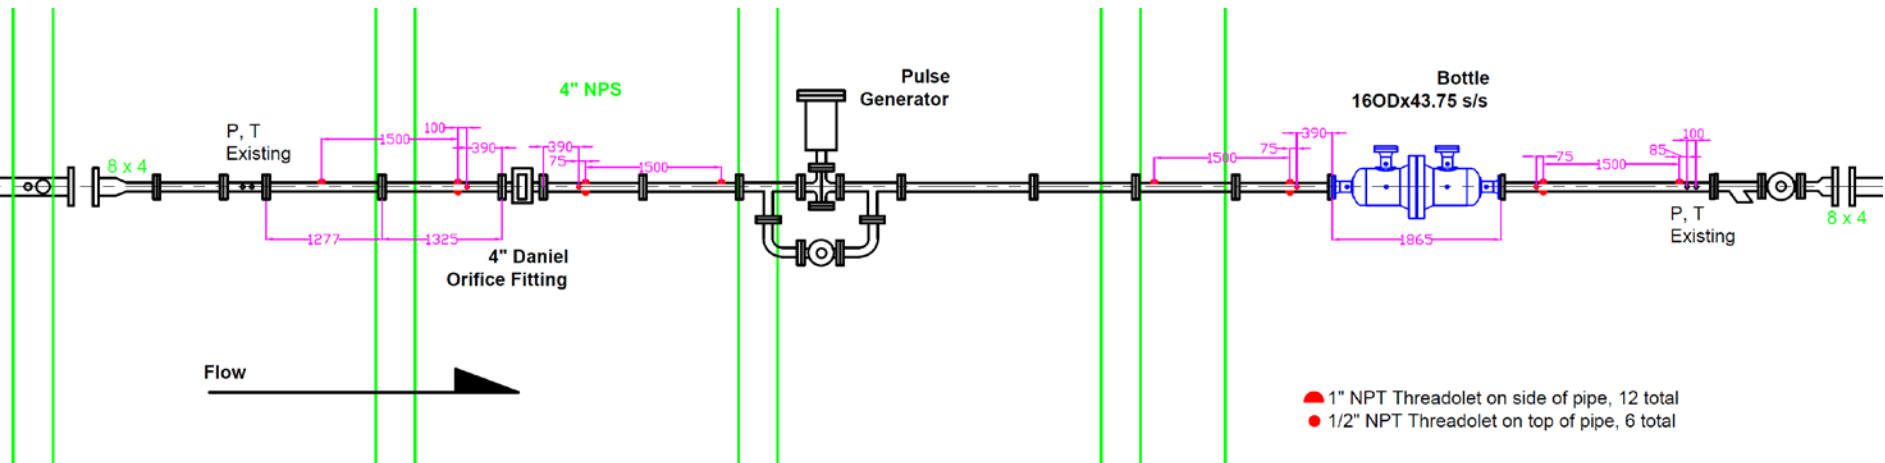 Pulse
Generator
Bottle
16ODx43.75 s/s
4" NPS
P, T
Existing
8 x 4
1500
100
390
390
75
1500
1500
75
390
75
1500
85
100
1277
1325
1865
4" Daniel
Orifice Fitting
P, T
Existing
8 x 4
Flow
1" NPT Threadolet on side of pipe, 12 total
1/2" NPT Threadolet on top of pipe, 6 total